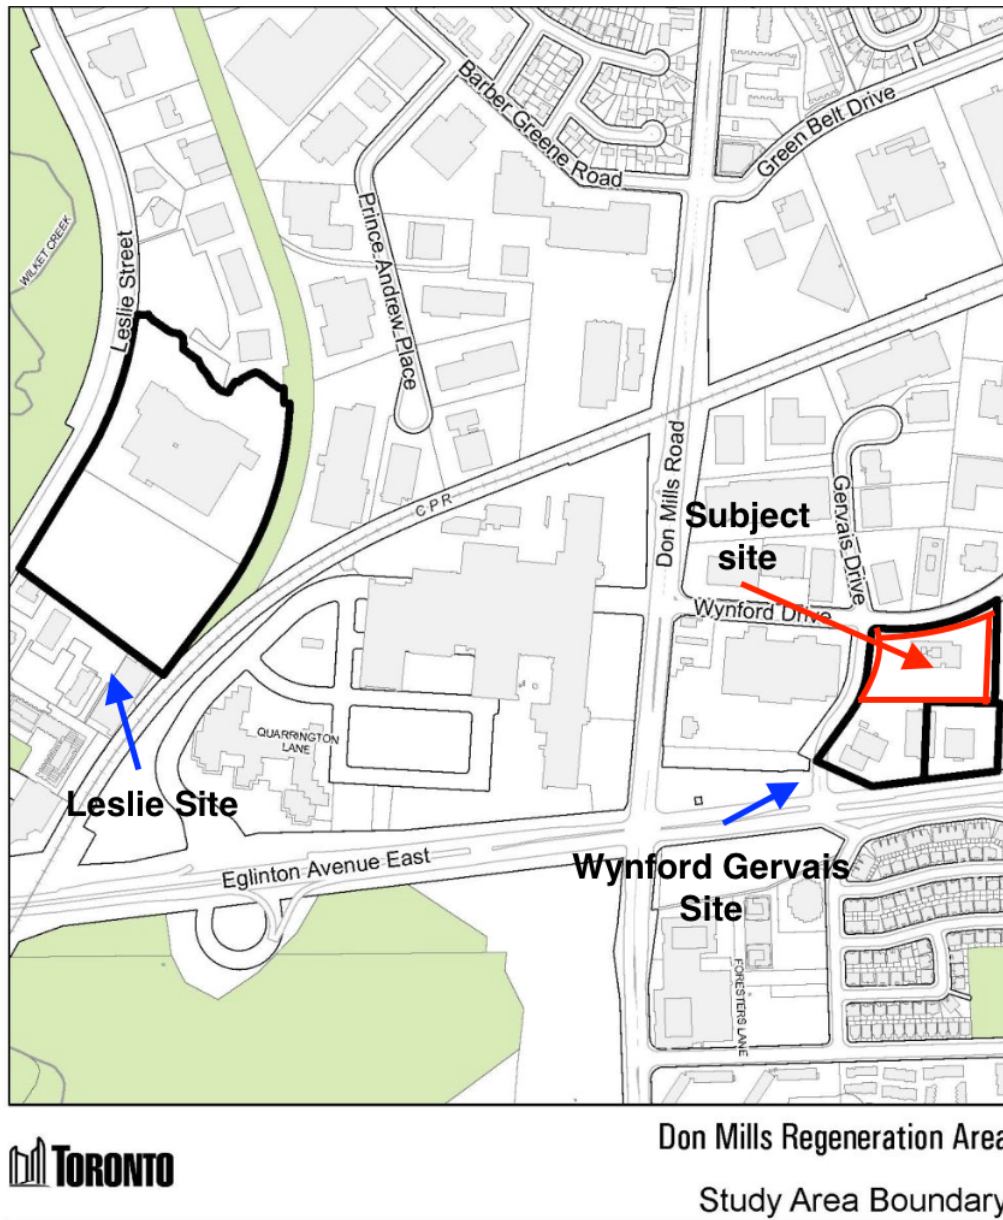 Barber Greene Road
Green Belt Drive
Prince Andrew Place
WILKET CREEK
Leslie Street
CPR
Don Mills Road
Gervais Drive
Subject
site
Wynford Drive
QUARRINGTON
LANE
Leslie Site
Eglinton Avenue East
Wynford Gervais
Site
FORESTERS LANE
TORONTO
Don Mills Regeneration Area
Study Area Boundary